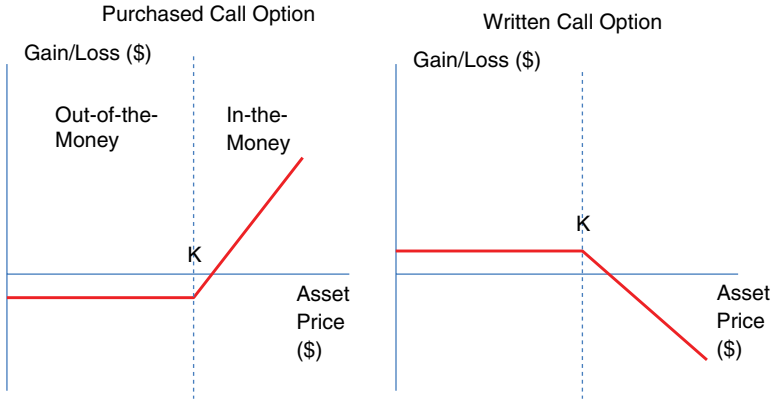 Purchased Call Option
Gain/Loss ($)
Out-of-the-
Money
In-the-
Money
K
Asset
Price
($)
Written Call Option
Gain/Loss ($)
K
Asset
Price
($)